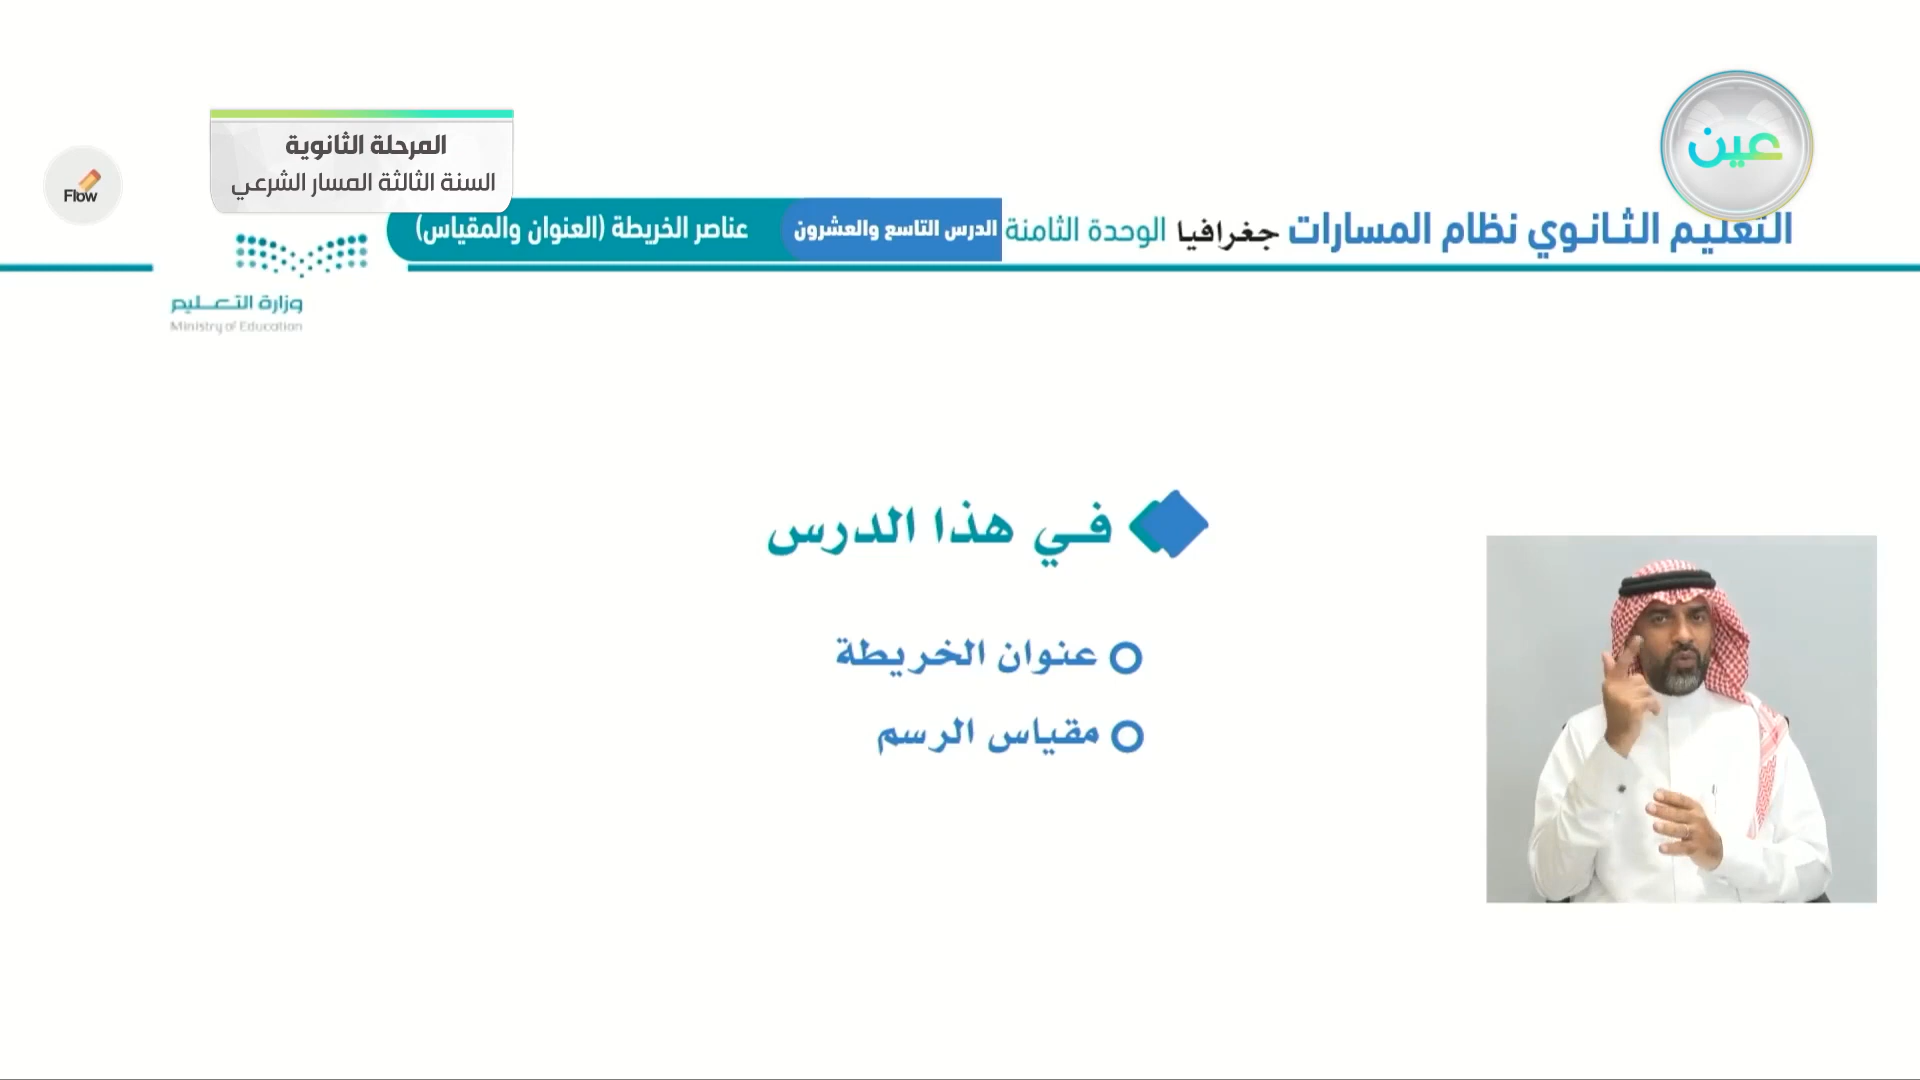 عين
المرحلة الثانوية
السنة الثالثة المسار الشرعي
Flow
التعليم الثانوي نظام المسارات جغرافيا الوحدة الثامنة الدرس التاسع والعشرون عناصر الخريطة (العنوان والمقياس)
وزارة التعليم
Ministry of Education
في هذا الدرس
عنوان الخريطة
مقياس الرسم